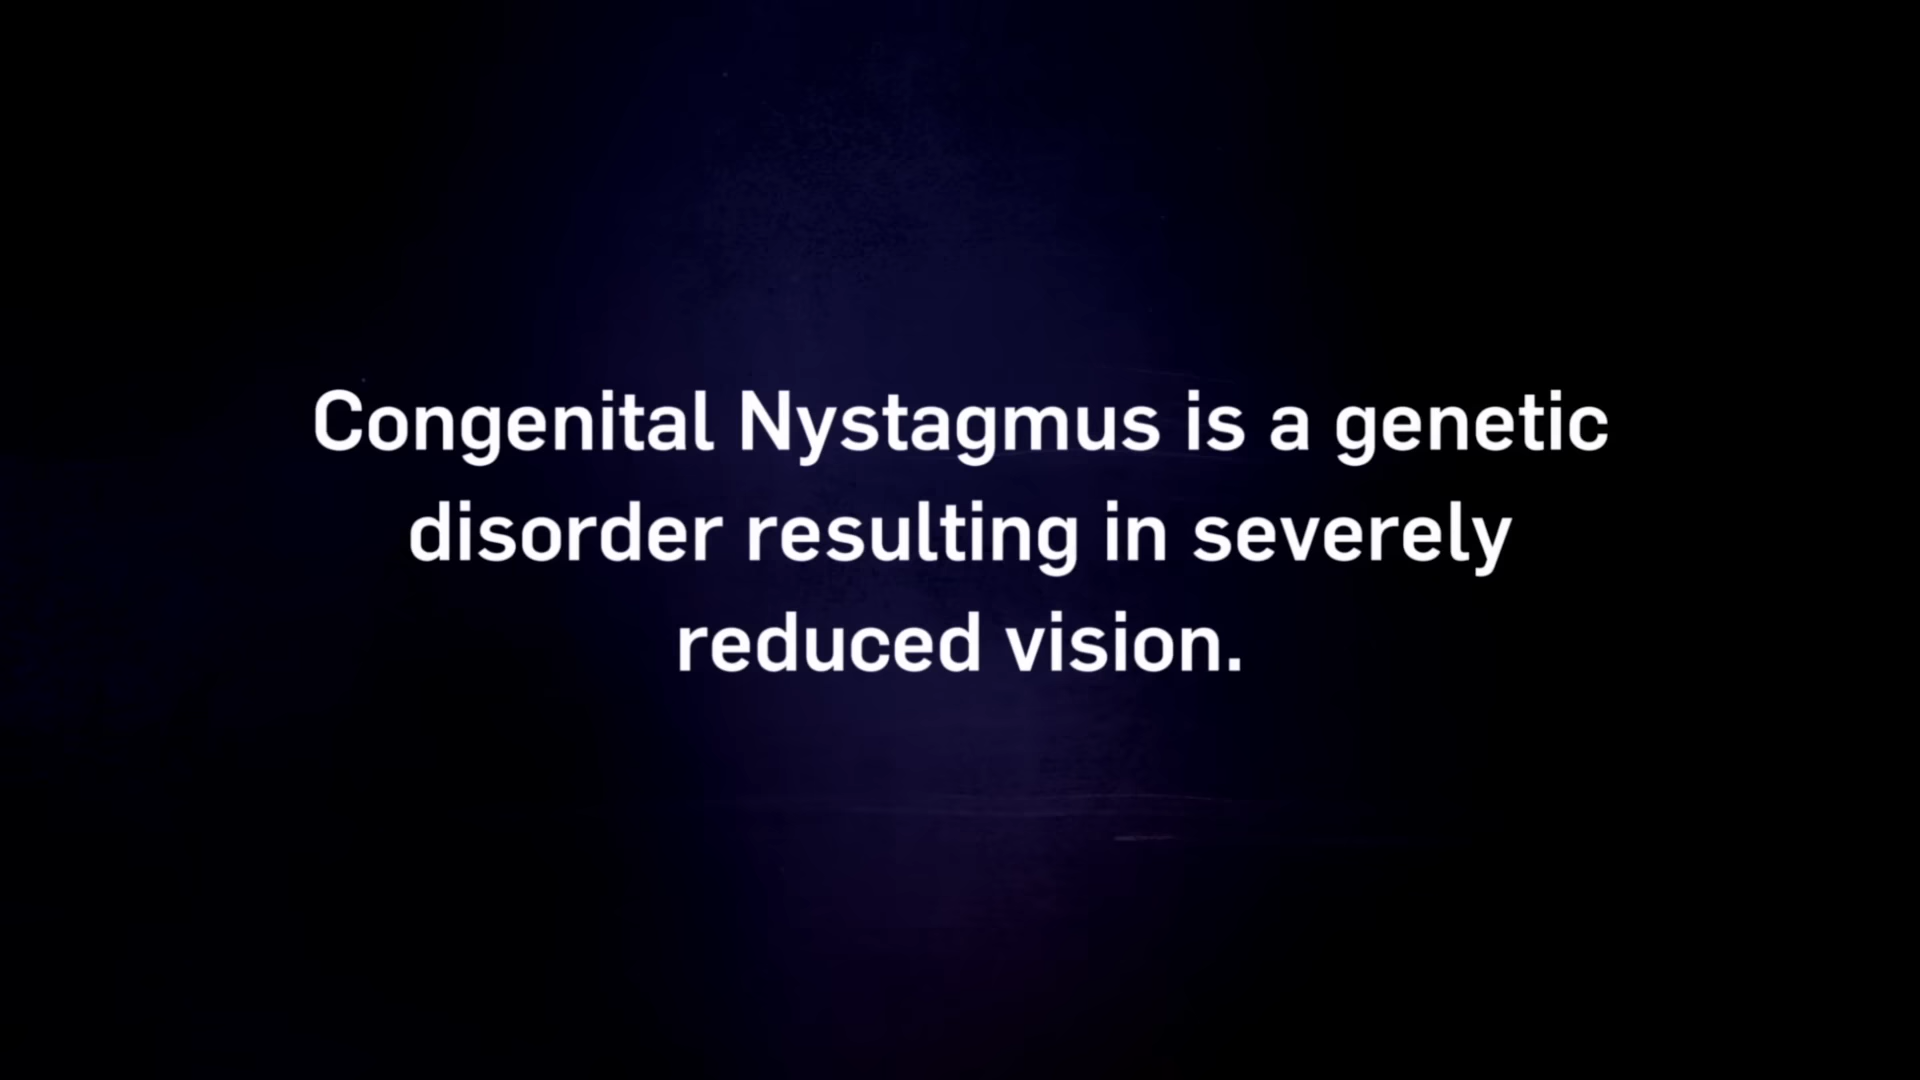 Congenital Nystagmus is a genetic
disorder resulting in severely
reduced vision.